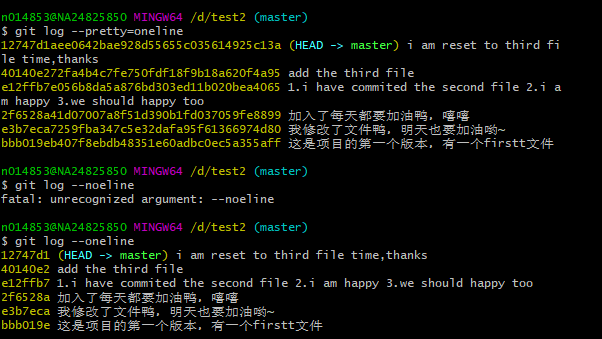 n014853@NA24825850 MINGW64 /d/test2 (master)
$ git log --pretty=oneline
12747d1aee0642bae928d55655c035614925c13a (HEAD -> master) i am reset to third fi
le time,thanks
40140e272fa4b4c7fe750fdf18f9b18a620f4a95 add the third file
e12ffb7e056b8da5a876bd303ed11b020bea4065 1.i have commited the second file 2.i a
m happy 3.we should happy too
2f6528a41d07007a8f51d390b1fd037059fe8899 加入了每天都要加油鸭, 嘻嘻
e3b7eca7259fba347c5e32dafa95f61366974d80 我修改了文件鸭, 明天也要加油哟~
bbb019eb407f8ebdb48351e60adbc0ec5a355aff 这是项目的第一个版本, 有一个firstt文件
n014853@NA24825850 MINGW64 /d/test2 (master)
$ git log --noeline
fatal: unrecognized argument: --noeline
n014853@NA24825850 MINGW64 /d/test2 (master)
$ git log --oneline
12747d1 (HEAD -> master) i am reset to third file time,thanks
40140e2 add the third file
e12ffb7 1.i have commited the second file 2.i am happy 3.we should happy too
2f6528a 加入了每天都要加油鸭, 嘻嘻
e3b7eca 我修改了文件鸭, 明天也要加油哟~
bbb019e 这是项目的第一个版本, 有一个firstt文件